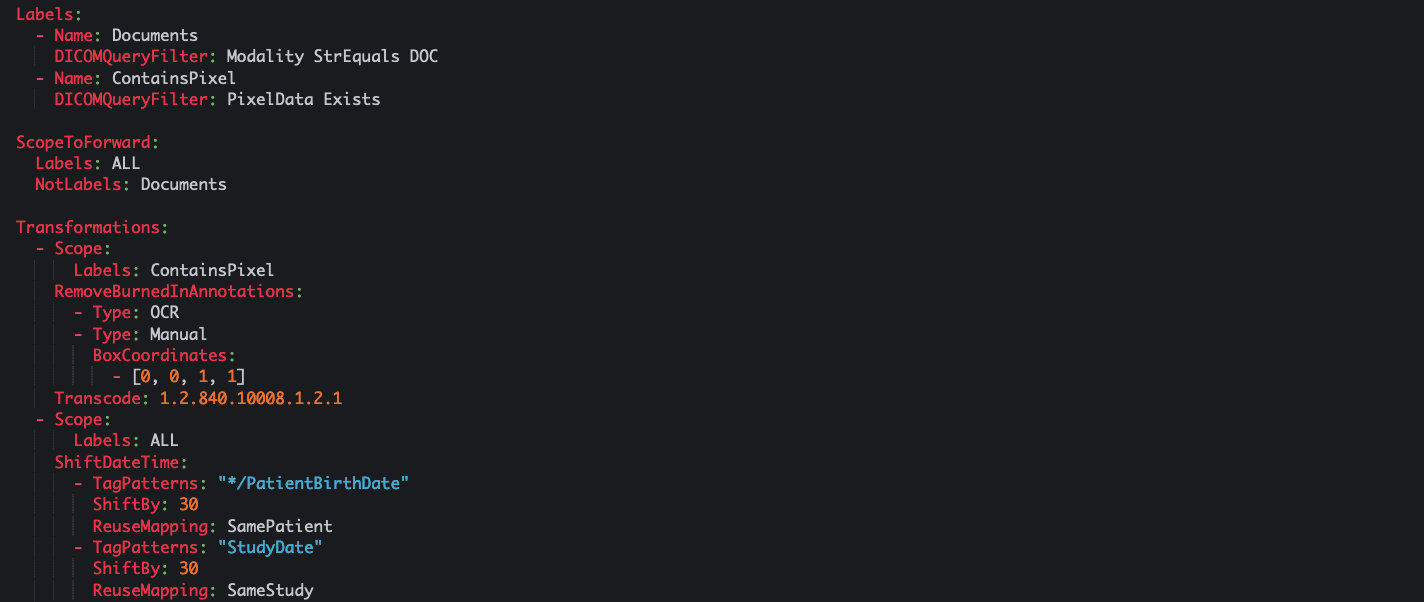 Labels:
  - Name: Documents
    DICOMQueryFilter: Modality StrEquals DOC
  - Name: ContainsPixel
    DICOMQueryFilter: PixelData Exists

ScopeToForward:
  Labels: ALL
  NotLabels: Documents

Transformations:
  - Scope:
      Labels: ContainsPixel
    RemoveBurnedInAnnotations:
      - Type: OCR
      - Type: Manual
        BoxCoordinates:
          - [0, 0, 1, 1]
    Transcode: 1.2.840.10008.1.2.1
  - Scope:
      Labels: ALL
    ShiftDateTime:
      - TagPatterns: "*/PatientBirthDate"
        ShiftBy: 30
        ReuseMapping: SamePatient
      - TagPatterns: "StudyDate"
        ShiftBy: 30
        ReuseMapping: SameStudy